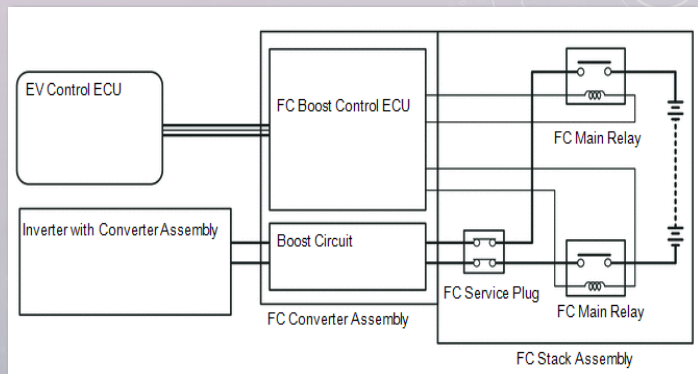 EV Control ECU
FC Boost Control ECU
FC Main Relay
Inverter with Converter Assembly
Boost Circuit
FC Service Plug
FC Main Relay
FC Converter Assembly
FC Stack Assembly